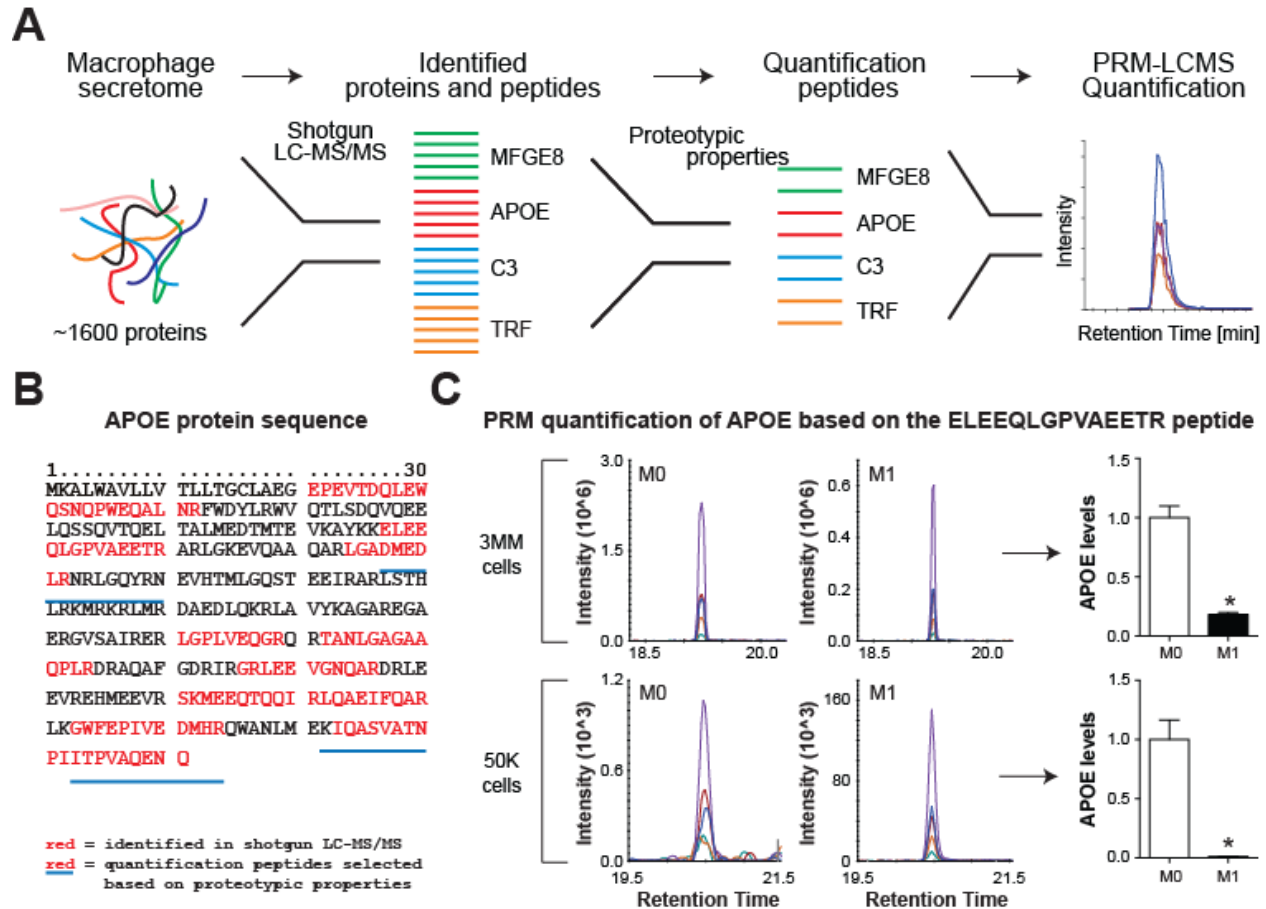 A
Macrophage
secretome
Identified
proteins and peptides
Quantification
peptides
PRM-LCMS
Quantification
Shotgun
LC-MS/MS
Proteotypic
properties
MFGE8
APOE
C3
TRF
MFGE8
APOE
C3
TRF
~1600 proteins
Intensity
Retention Time [min]
B
APOE protein sequence
1......... .......... ........30
MKALWAVLLV TLLTGCLAEG EPEVTDQLEW
QSNQPWEQAL NRFWDYLRWV QTLSDQVQEE
LQSSQVTQEL TALMEDTMTE VKAYKKELEE
QLGPVAEETR ARLGKEVQAA QARLGADMED
LRNRLGQYRN EVHTMLGQST EEIRARLSTH
LRKMRKRLMR DAEDLQKRLA VYKAGAREGA
ERGVSAIRER LGPLVEQGRQ RTANLGAGAA
QPLRDRAQAF GDRIRGRLEE VGNQARDRLE
EVREHMEEVR SKMEEQTQQI RLQAEIFQAR
LKGWFEPIVE DMHRQWANLM EKIQASVATN
PIITPVAQEN Q
red = identified in shotgun LC-MS/MS
red = quantification peptides selected
based on proteotypic properties
C
PRM quantification of APOE based on the ELEEQLGPVAEETR peptide
3MM
cells
Intensity (10^6)
3.0
1.5
0.0
M0
18.5
20.0
Intensity (10^6)
0.6
0.4
0.2
0.0
M1
18.5
20.0
APOE levels
1.5
1.0
0.5
0.0
*
M0
M1
50K
cells
Intensity (10^3)
1.2
0.6
0.0
M0
19.5
21.5
Retention Time
Intensity (10^3)
160
80
0
M1
19.5
21.5
Retention Time
APOE levels
1.5
1.0
0.5
0.0
*
M0
M1